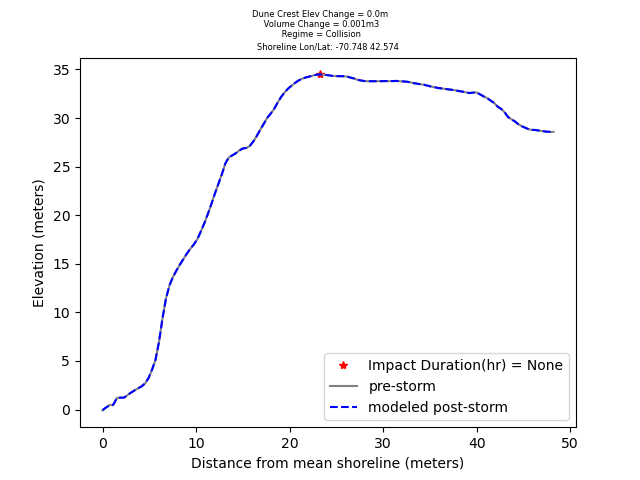 Dune Crest Elev Change = 0.0m
Volume Change = 0.001m3
Regime = Collision
Shoreline Lon/Lat: -70.748 42.574
35
30
25
20
15
10
5
0
Elevation (meters)
Impact Duration(hr) = None
pre-storm
modeled post-storm
0 10 20 30 40 50
Distance from mean shoreline (meters)